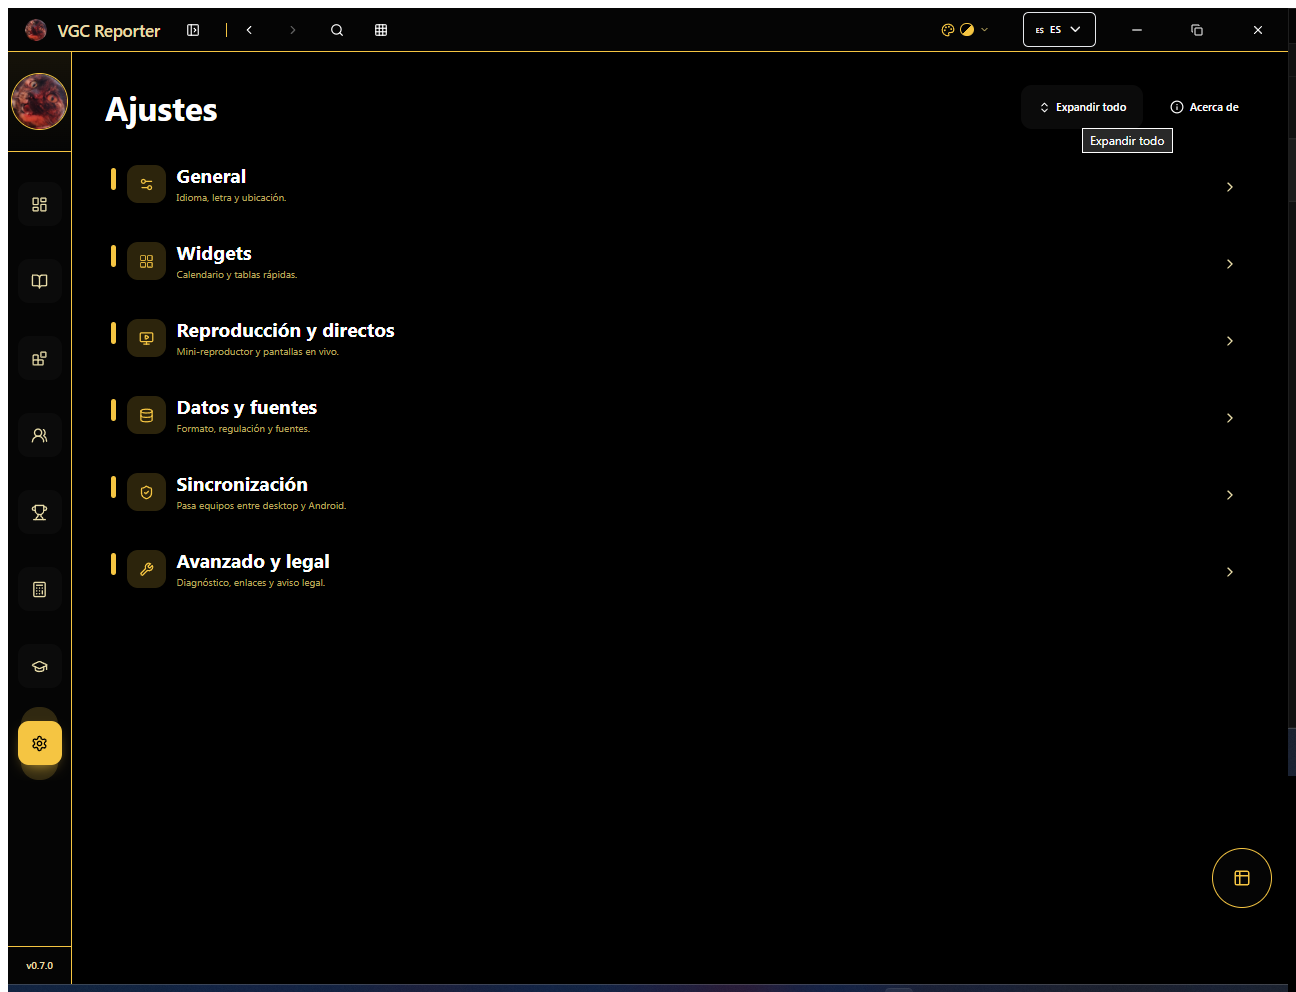 VGC Reporter
ES ES
Ajustes
Expandir todo
Acerca de
Expandir todo
General
Idioma, letra y ubicación.
Widgets
Calendario y tablas rápidas.
Reproducción y directos
Mini-reproductor y pantallas en vivo.
Datos y fuentes
Formato, regulación y fuentes.
Sincronización
Pasa equipos entre desktop y Android.
Avanzado y legal
Diagnóstico, enlaces y aviso legal.
v0.7.0